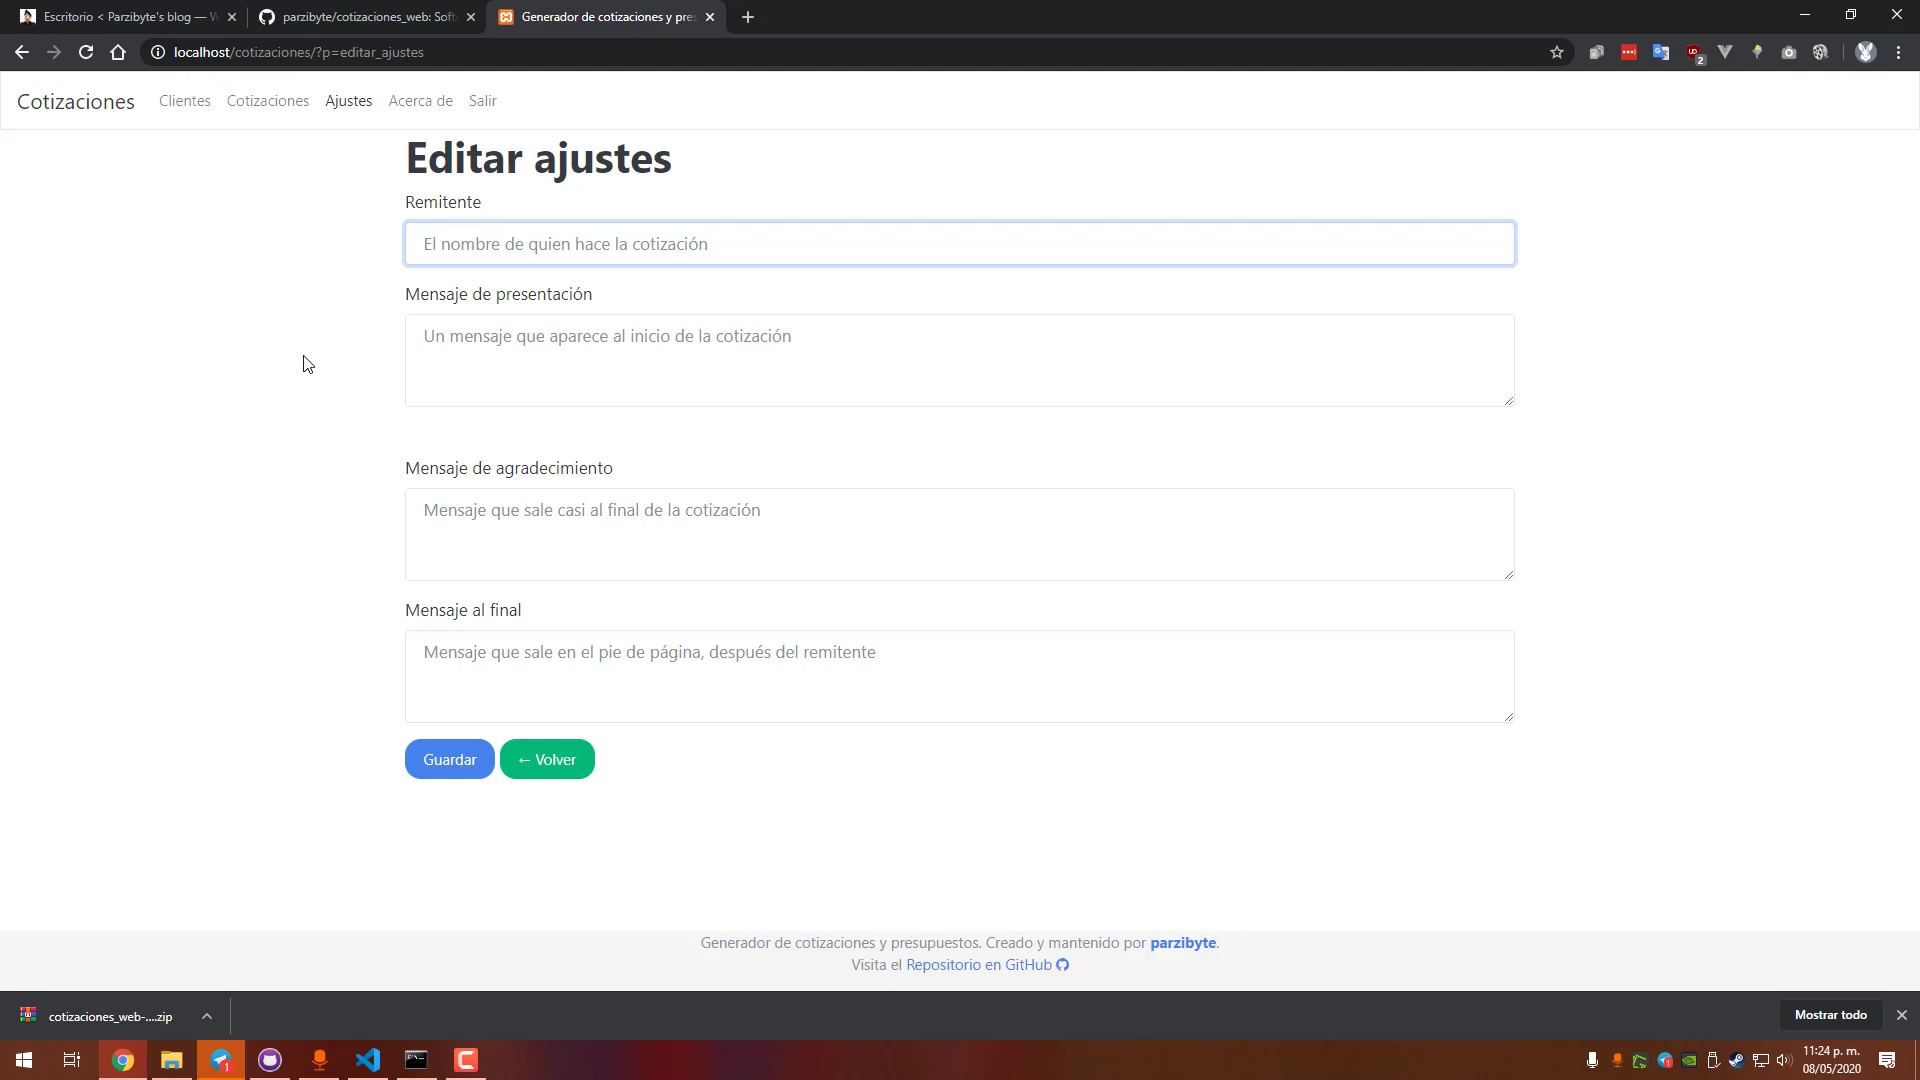 Escritorio < Parzibyte's blog — W
parzibyte/cotizaciones_web: Soft
Generador de cotizaciones y pres
localhost/cotizaciones/?p=editar_ajustes
2
Cotizaciones Clientes Cotizaciones Ajustes Acerca de Salir
Editar ajustes
Remitente
El nombre de quien hace la cotización
Mensaje de presentación
Un mensaje que aparece al inicio de la cotización
Mensaje de agradecimiento
Mensaje que sale casi al final de la cotización
Mensaje al final
Mensaje que sale en el pie de página, después del remitente
Guardar ← Volver
Generador de cotizaciones y presupuestos. Creado y mantenido por parzibyte.
Visita el Repositorio en GitHub
cotizaciones_web-....zip
Mostrar todo
1
11:24 p. m.
08/05/2020